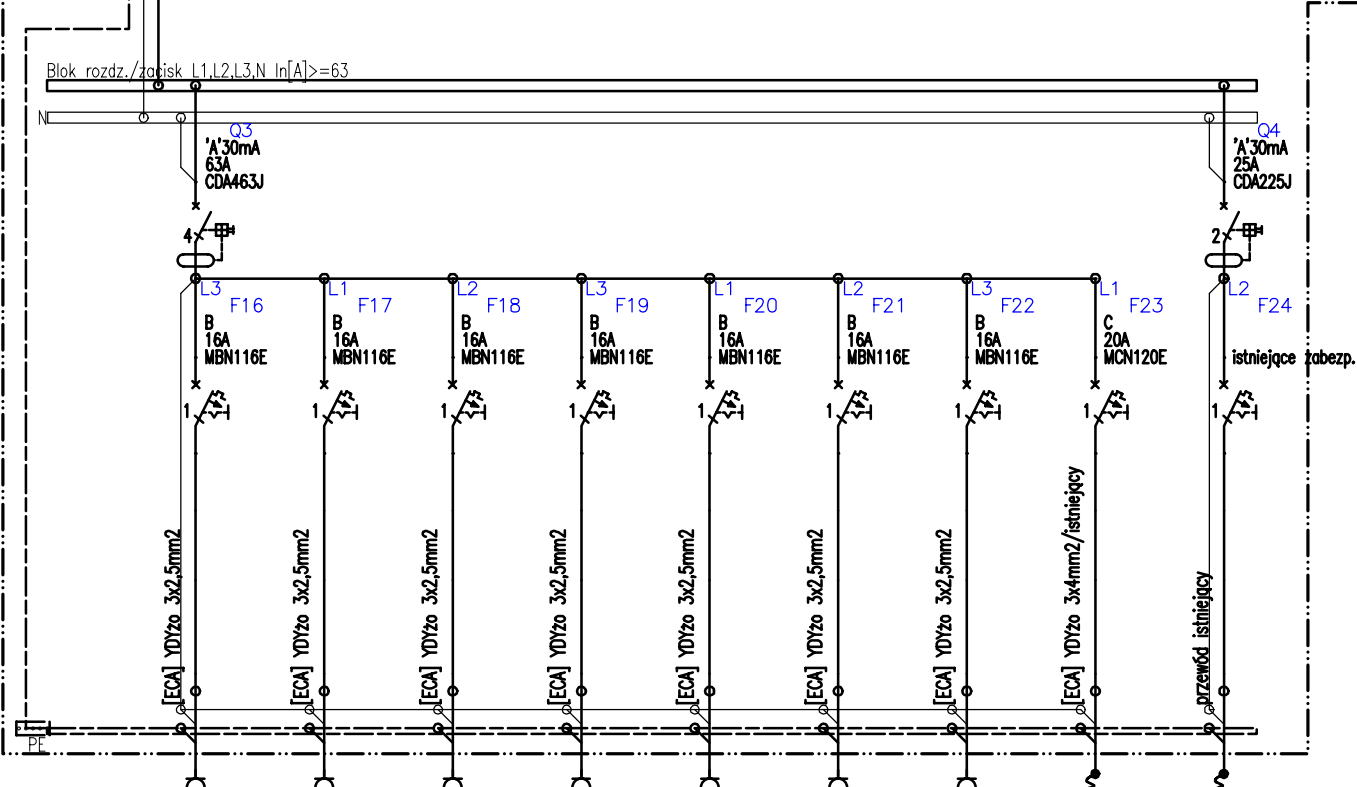 Blok rozdz./zacisk L1,L2,L3,N In[A]>=63
N
Q3
'A'30mA
63A
CDA463J
4
Q4
'A'30mA
25A
CDA225J
2
L3
F16
B
16A
MBN116E
1
[ECA] YDYżo 3x2,5mm2
L1
F17
B
16A
MBN116E
1
[ECA] YDYżo 3x2,5mm2
L2
F18
B
16A
MBN116E
1
[ECA] YDYżo 3x2,5mm2
L3
F19
B
16A
MBN116E
1
[ECA] YDYżo 3x2,5mm2
L1
F20
B
16A
MBN116E
1
[ECA] YDYżo 3x2,5mm2
L2
F21
B
16A
MBN116E
1
[ECA] YDYżo 3x2,5mm2
L3
F22
B
16A
MBN116E
1
[ECA] YDYżo 3x2,5mm2
L1
F23
C
20A
MCN120E
1
[ECA] YDYżo 3x4mm2/istniejący
L2
F24
istniejące zabezp.
1
przewód istniejący
PE